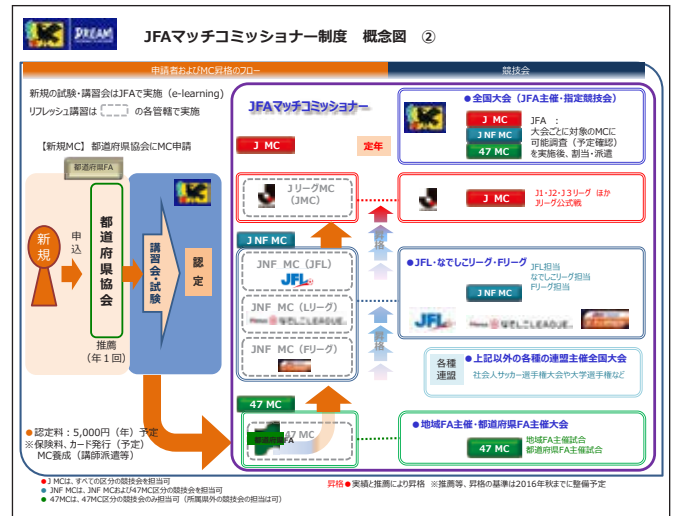 DREAM
JFAマッチコミッショナー制度 概念図 ②
申請者およびMC昇格のフロー
競技会
新規の試験・講習会はJFAで実施（e-learning）
リフレッシュ講習は の各管轄で実施
【新規MC】都道府県協会にMC申請
都道府県FA
新規
申込
都道府県協会
推薦
（年１回）
講習会・試験
認定
●認定料：5,000円（年）予定
※保険料、カード発行（予定）
MC養成（講師派遣等）
JFAマッチコミッショナー
J MC
定年
JリーグMC
（JMC）
昇格
JNF MC
JNF MC（JFL）
JFL
JNF MC（Lリーグ）
なでしこLEAGUE
JNF MC（Fリーグ）
昇格
47 MC
47 MC
都道府県FA
●全国大会（JFA主催・指定競技会）
J MC
JNF MC
47 MC
JFA ：
大会ごとに対象のMCに
可能調査（予定確認）
を実施後、割当・派遣
J MC
J1・J2・J3リーグ ほか
Jリーグ公式戦
●JFL・なでしこリーグ・Fリーグ
JNF MC
JFL担当
なでしこリーグ担当
Fリーグ担当
JFL
なでしこLEAGUE
各種
連盟
●上記以外の各種の連盟主催全国大会
社会人サッカー選手権大会や大学選手権など
●地域FA主催・都道府県FA主催大会
47 MC
地域FA主催試合
都道府県FA主催試合
●J MCは、すべての区分の競技会を担当可
● JNF MCは、JNF MCおよび47MC区分の競技会を担当可
● 47MCは、47MC区分の競技会のみ担当可（所属県外の競技会の担当は可）
昇格●実績と推薦により昇格 ※推薦等、昇格の基準は2016年秋までに整備予定